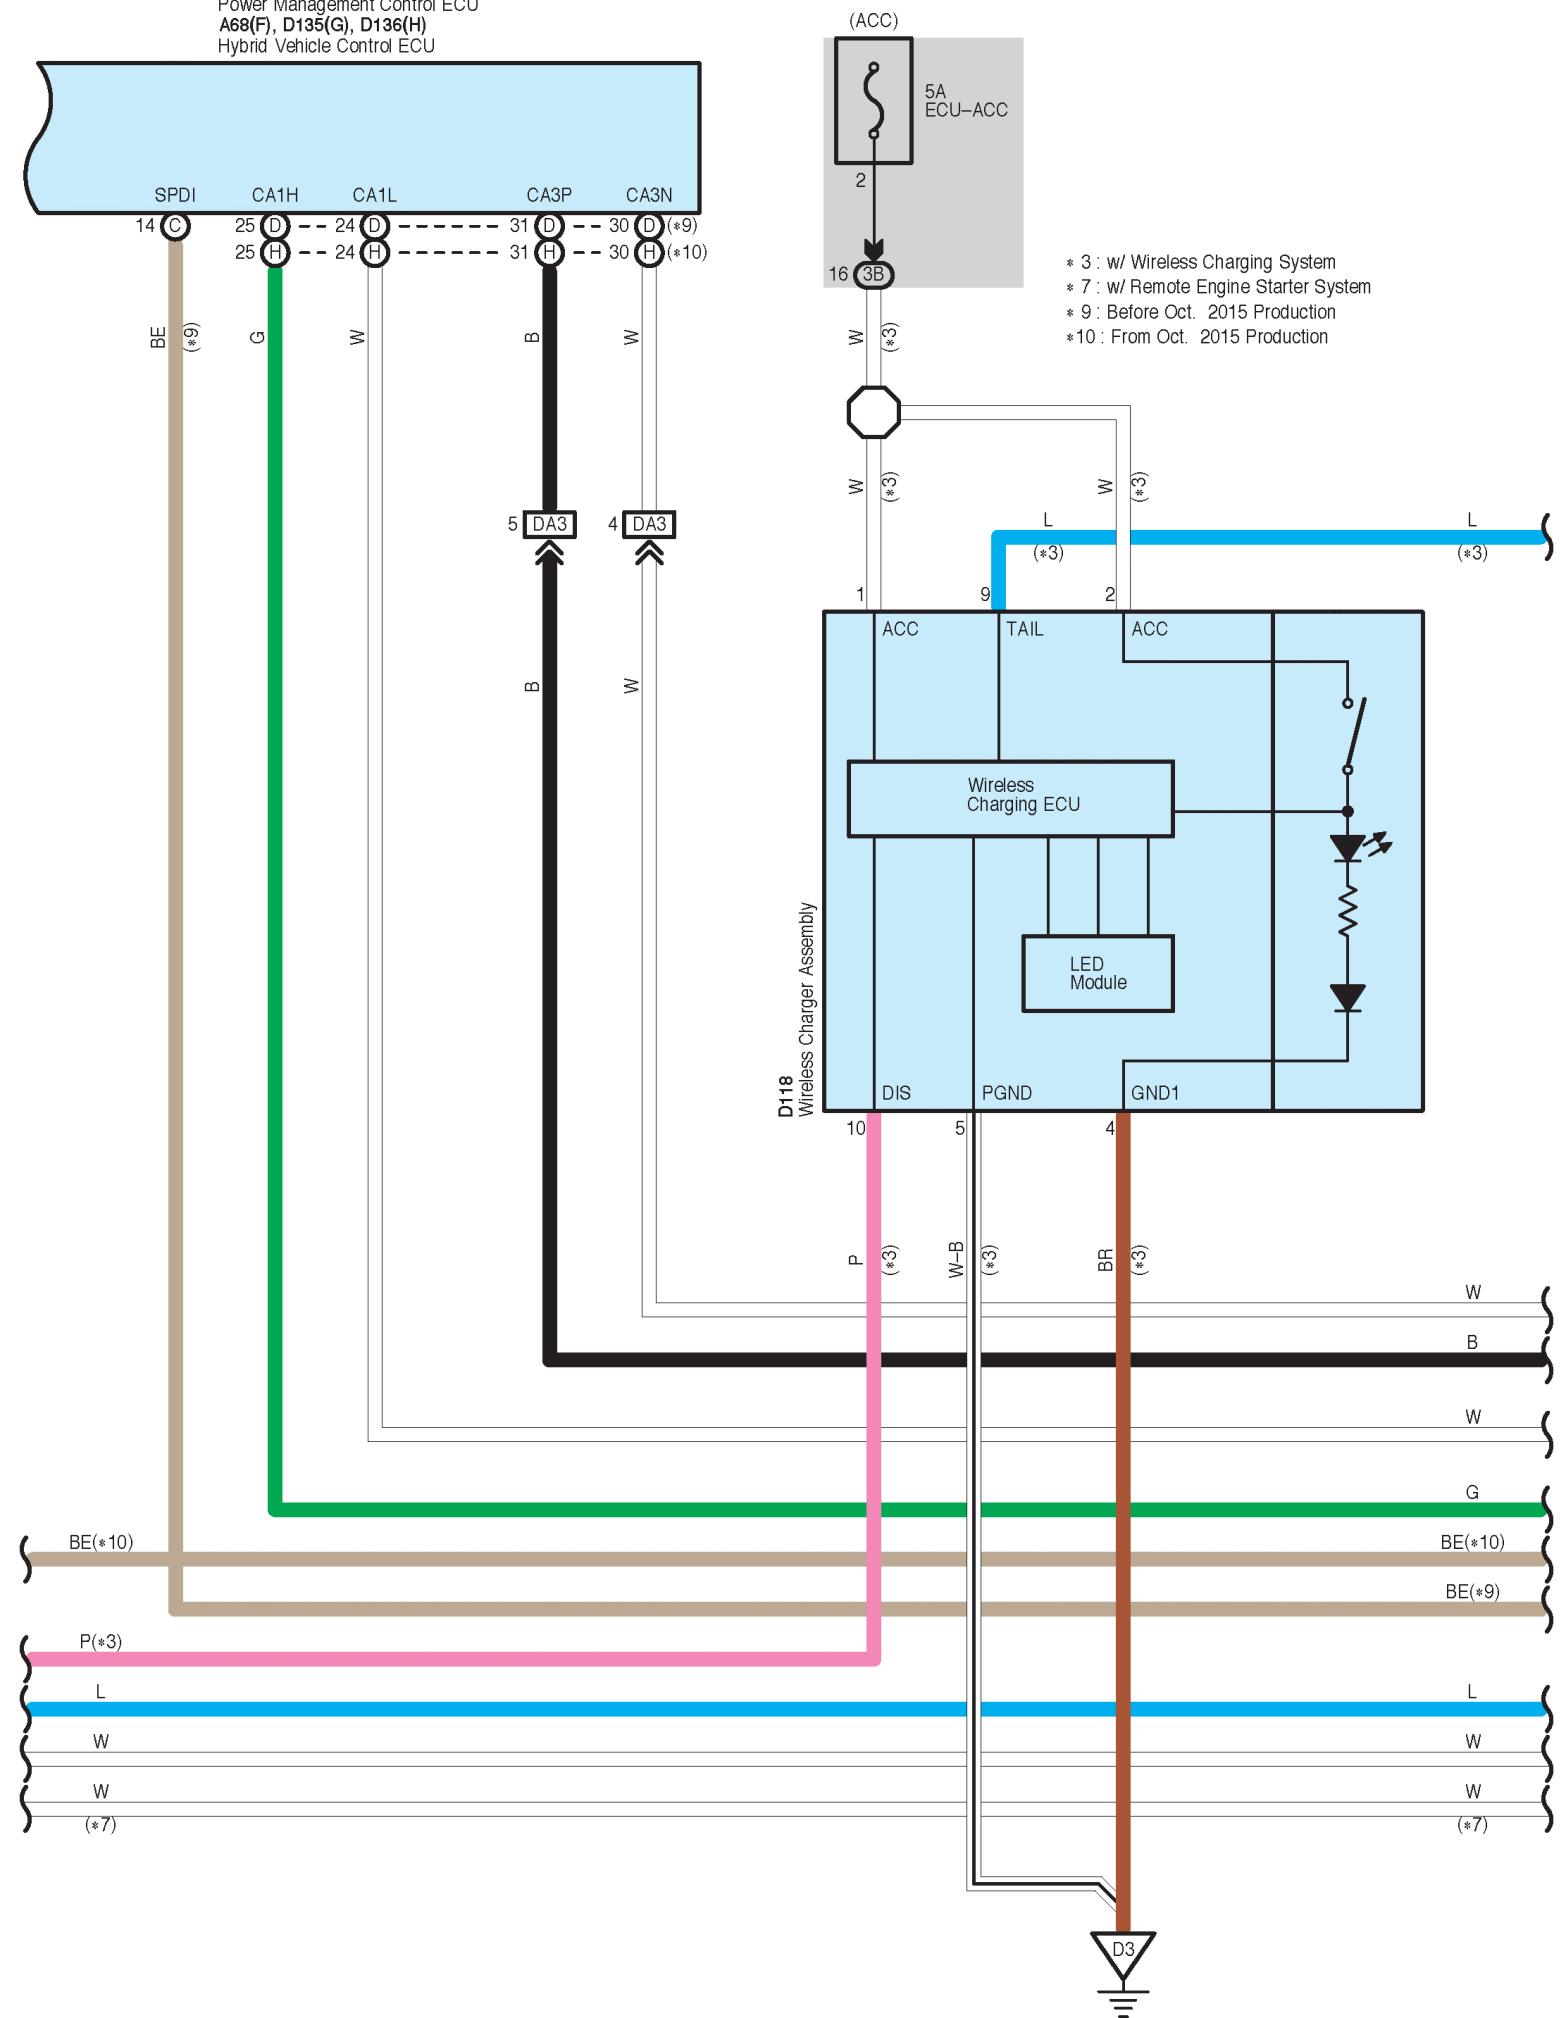 Power Management Control ECU
A68(F), D135(G), D136(H)
Hybrid Vehicle Control ECU
(ACC)
5A
ECU-ACC
2
16 3B
SPDI CA1H CA1L CA3P CA3N
14 C 25 D 24 D 31 D 30 D (*9)
25 H 24 H 31 H 30 H (*10)
* 3 : w/ Wireless Charging System
* 7 : w/ Remote Engine Starter System
* 9 : Before Oct. 2015 Production
*10 : From Oct. 2015 Production
BE (*9) G W B W W (*3)
W (*3) W (*3)
5 DA3 4 DA3
L L
(*3) (*3)
1 9 2
ACC TAIL ACC
B W
Wireless
Charging ECU
LED
Module
D118
Wireless Charger Assembly
DIS PGND GND1
10 5 4
P (*3) W-B (*3) BR (*3)
W
B
W
G
BE(*10) BE(*10)
BE(*9)
P(*3)
L L
W W
W W
(*7) (*7)
D3